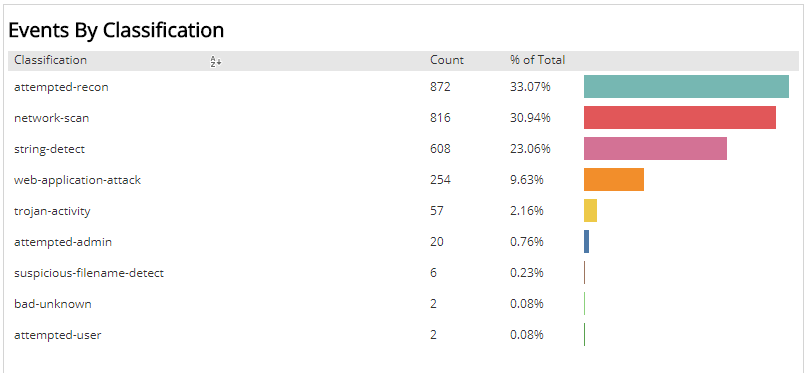 Events By Classification
Classification Count % of Total
attempted-recon 872 33.07%
network-scan 816 30.94%
string-detect 608 23.06%
web-application-attack 254 9.63%
trojan-activity 57 2.16%
attempted-admin 20 0.76%
suspicious-filename-detect 6 0.23%
bad-unknown 2 0.08%
attempted-user 2 0.08%